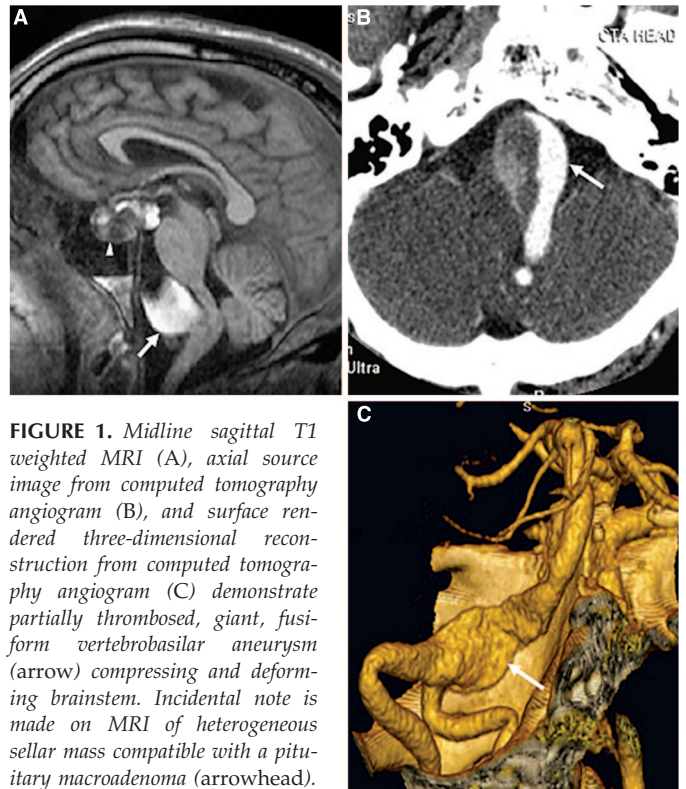 A
B
S
CTA HEAD
Ultra
FIGURE 1. Midline sagittal T1
weighted MRI (A), axial source
image from computed tomography
angiogram (B), and surface ren-
dered three-dimensional recon-
struction from computed tomogra-
phy angiogram (C) demonstrate
partially thrombosed, giant, fusi-
form vertebrobasilar aneurysm
(arrow) compressing and deform-
ing brainstem. Incidental note is
made on MRI of heterogeneous
sellar mass compatible with a pitu-
itary macroadenoma (arrowhead).
C
S